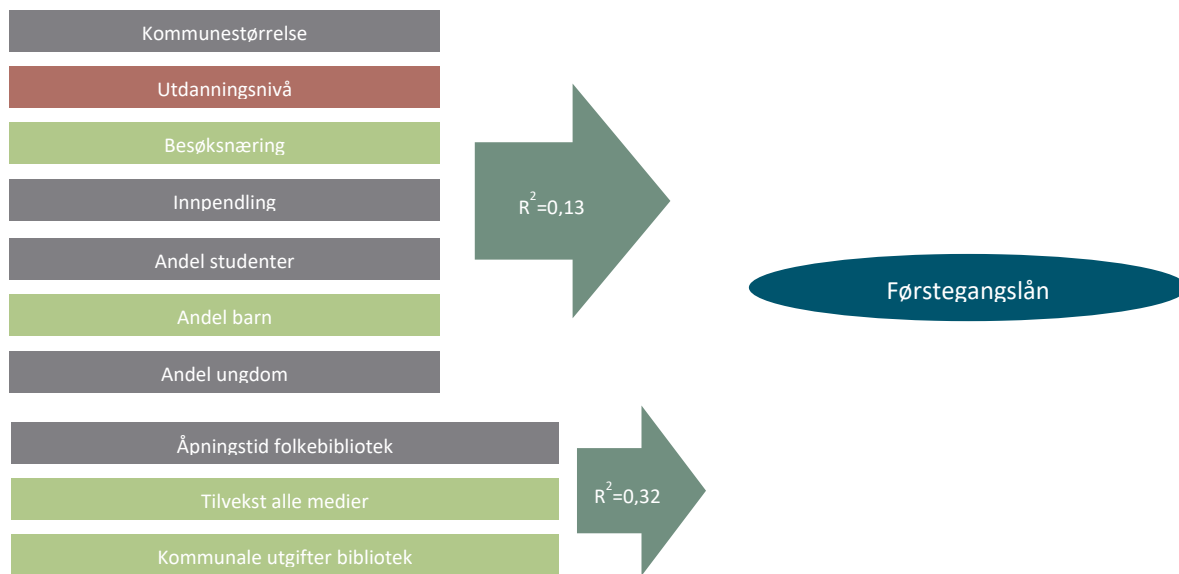 Kommunestørrelse
Utdanningsnivå
Besøksnæring
Innpendling
Andel studenter
Andel barn
Andel ungdom
R²=0,13
Førstegangslån
Åpningstid folkebibliotek
Tilvekst alle medier
Kommunale utgifter bibliotek
R²=0,32